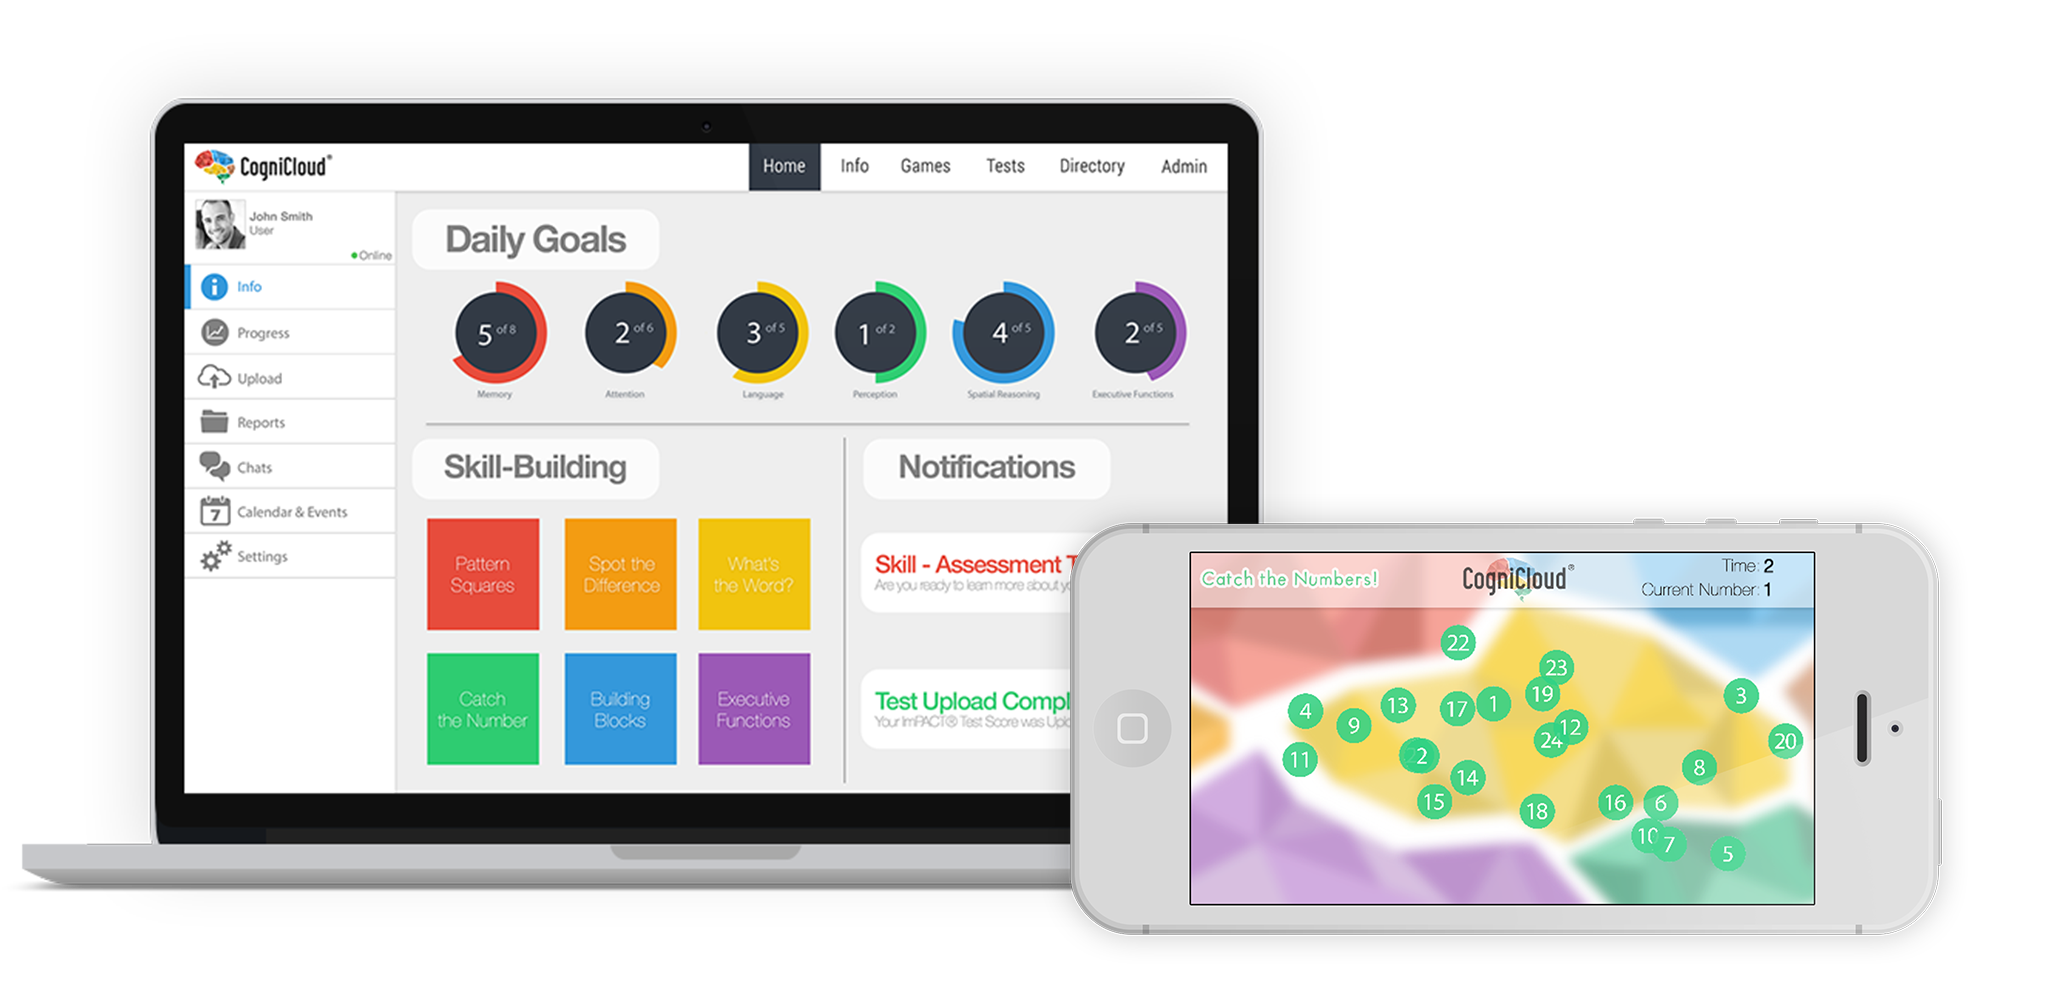 CogniCloud®
Home Info Games Tests Directory Admin
John Smith
User
Online
Info
Progress
Upload
Reports
Chats
7
Calendar & Events
Settings
Daily Goals
5 of 8
2 of 6
3 of 5
1 of 2
4 of 5
2 of 5
Memory
Attention
Language
Perception
Spatial Reasoning
Executive Functions
Skill-Building
Pattern
Squares
Spot the
Difference
What's
the Word?
Catch
the Number
Building
Blocks
Executive
Functions
Notifications
Skill - Assessment T
Are you ready to learn more about yo
Test Upload Compl
Your ImPACT® Test Score was Uplo
Catch the Numbers!
CogniCloud®
Time: 2
Current Number: 1
22
23
4
13
17
1
19
3
9
12
11
2
24
20
14
8
15
18
16
6
10
7
5